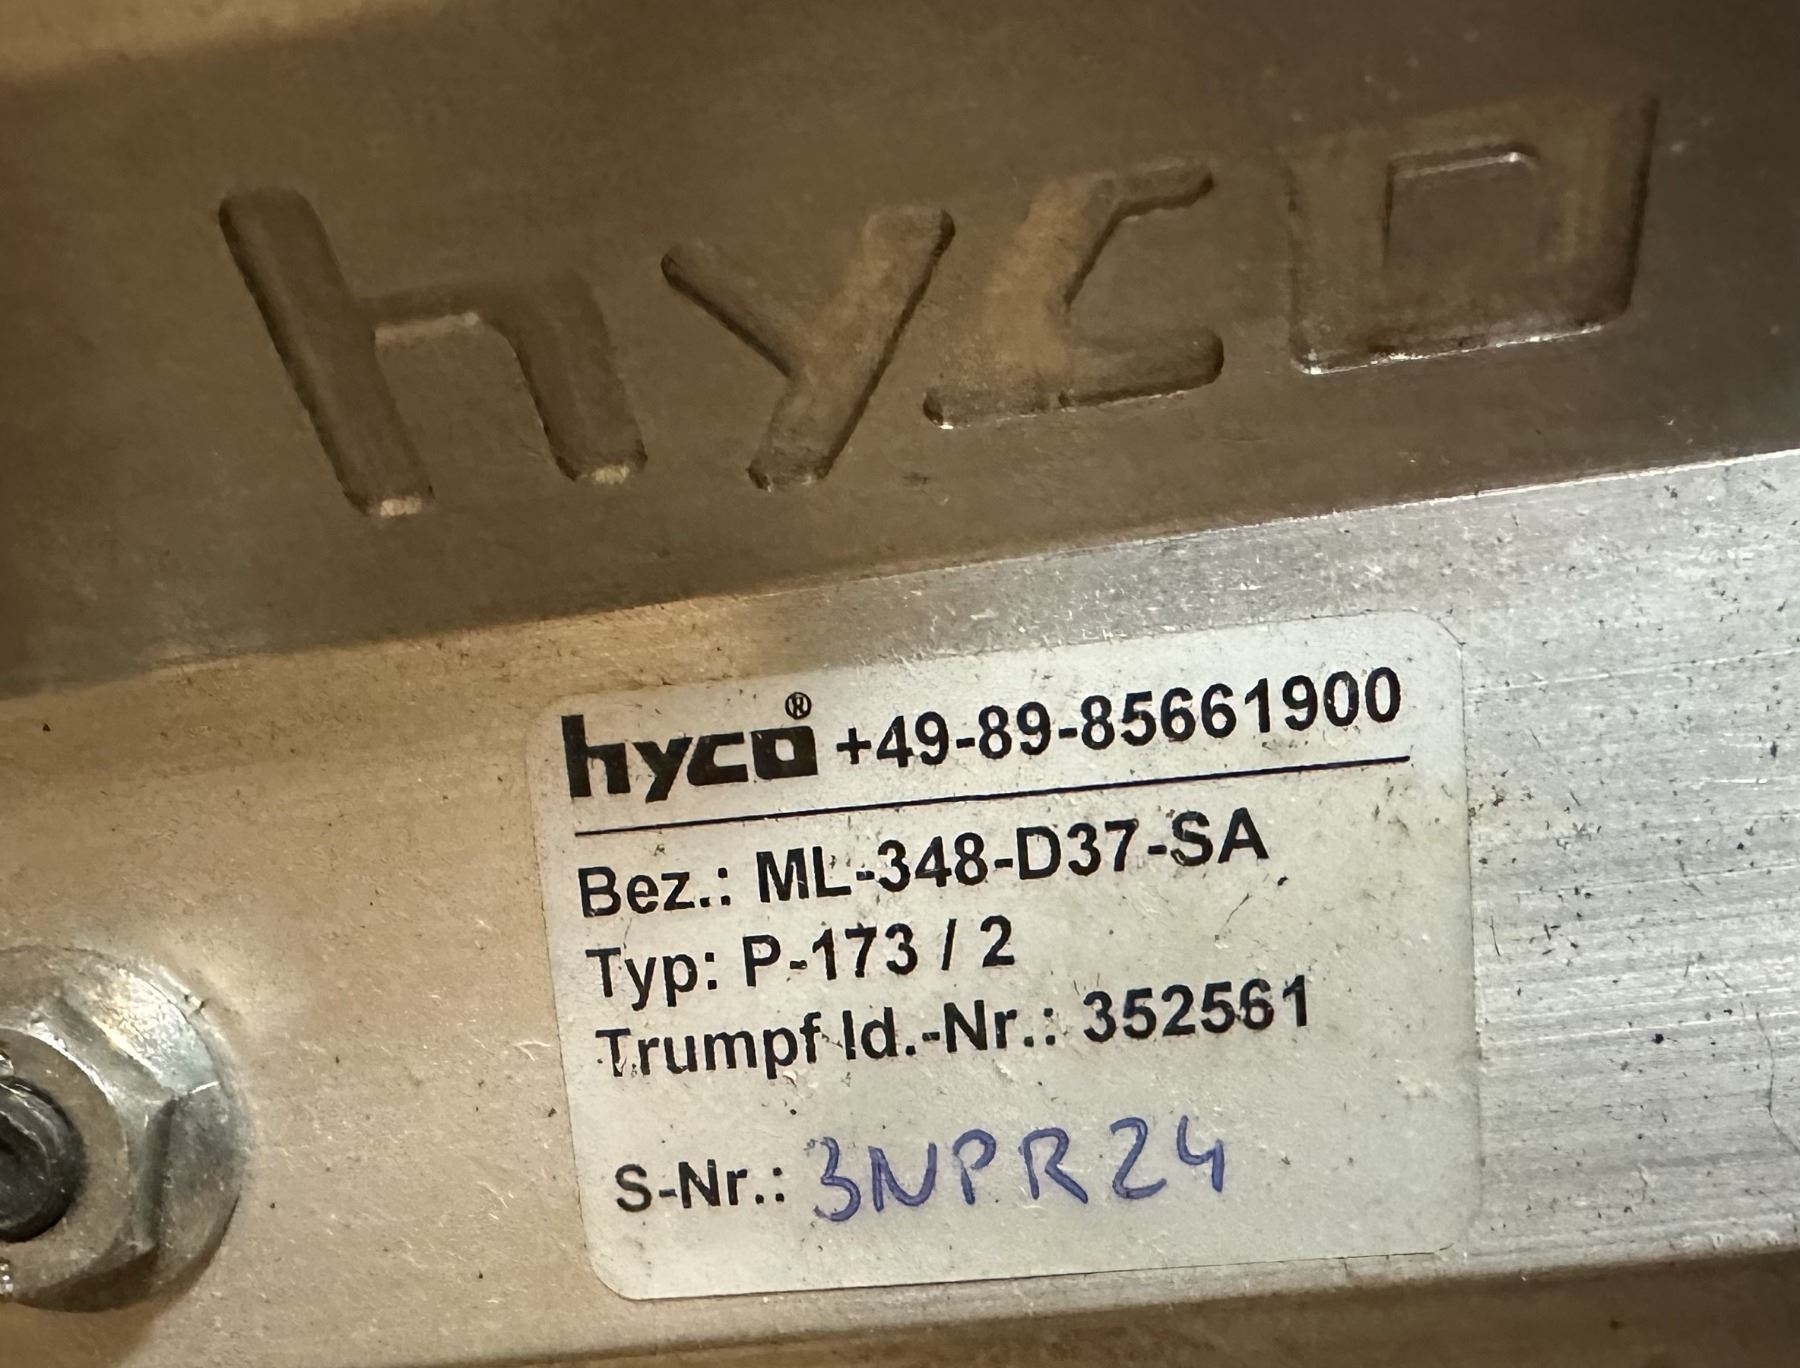 hyco
hyco® +49-89-85661900
Bez.: ML-348-D37-SA
Typ: P-173 / 2
Trumpf Id.-Nr.: 352561
S-Nr.: 3NPR24